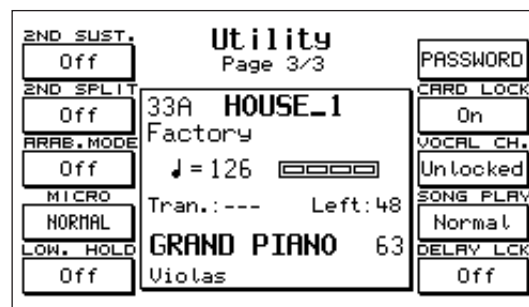 Utility
Page 3/3
2ND SUST.
Off
2ND SPLIT
Off
ARAB.MODE
Off
MICRO
NORMAL
LOW. HOLD
Off
33A HOUSE_1
Factory
♩=126
Tran.:--- Left:48
GRAND PIANO 63
Violas
PASSWORD
CARD LOCK
On
VOCAL CH.
Unlocked
SONG PLAY
Normal
DELAY LCK
Off